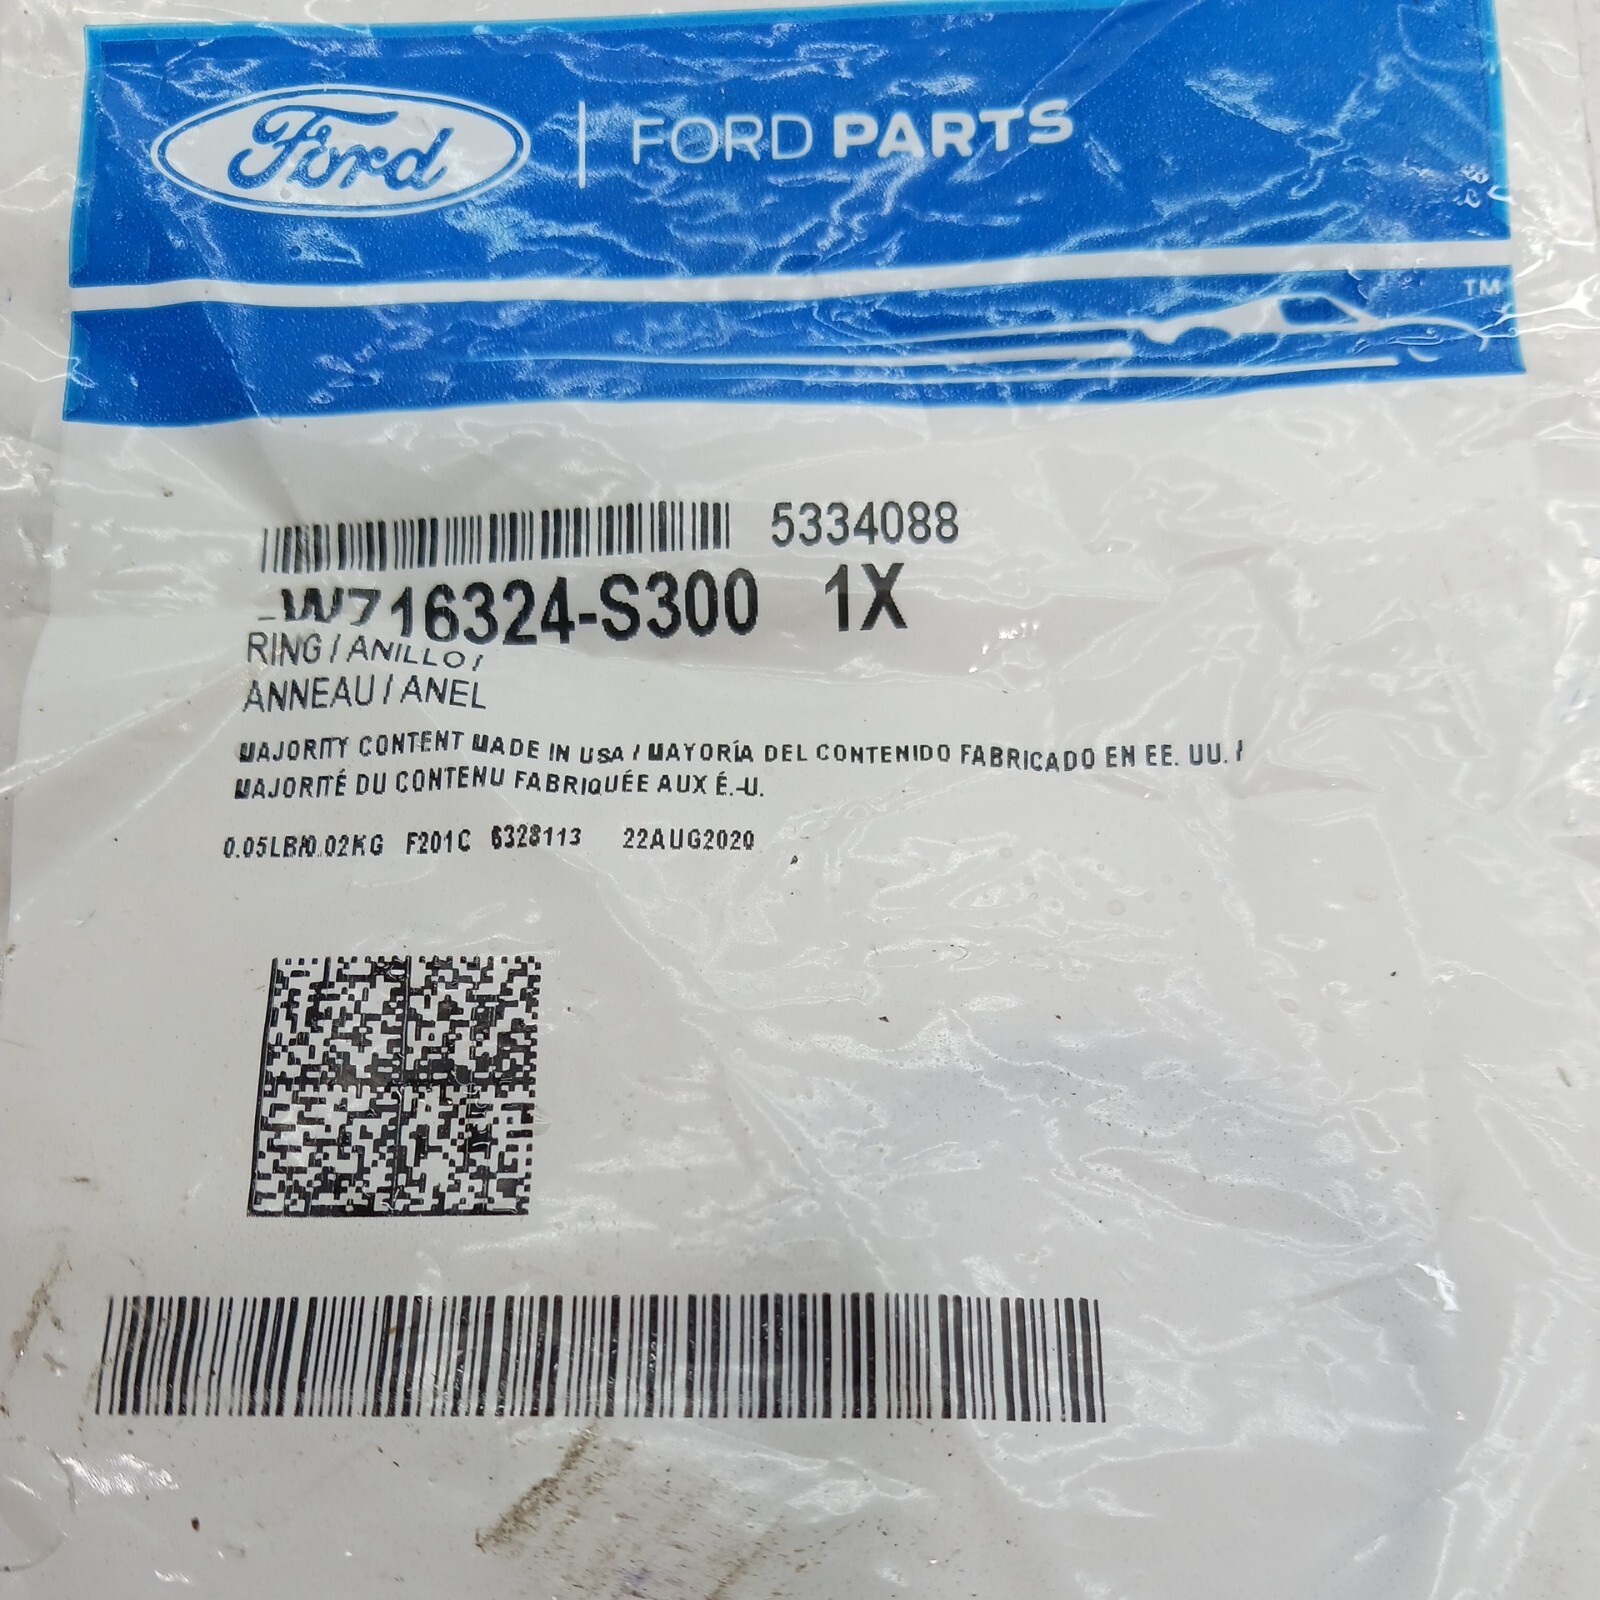 Ford | FORD PARTS
TM
5334088
-W716324-S300 1X
RING / ANILLO /
ANNEAU / ANEL
MAJORITY CONTENT MADE IN USA / MAYORÍA DEL CONTENIDO FABRICADO EN EE. UU. /
MAJORITÉ DU CONTENU FABRIQUÉE AUX É.-U.
0.05LB/0.02KG F201C 6328113 22AUG2020